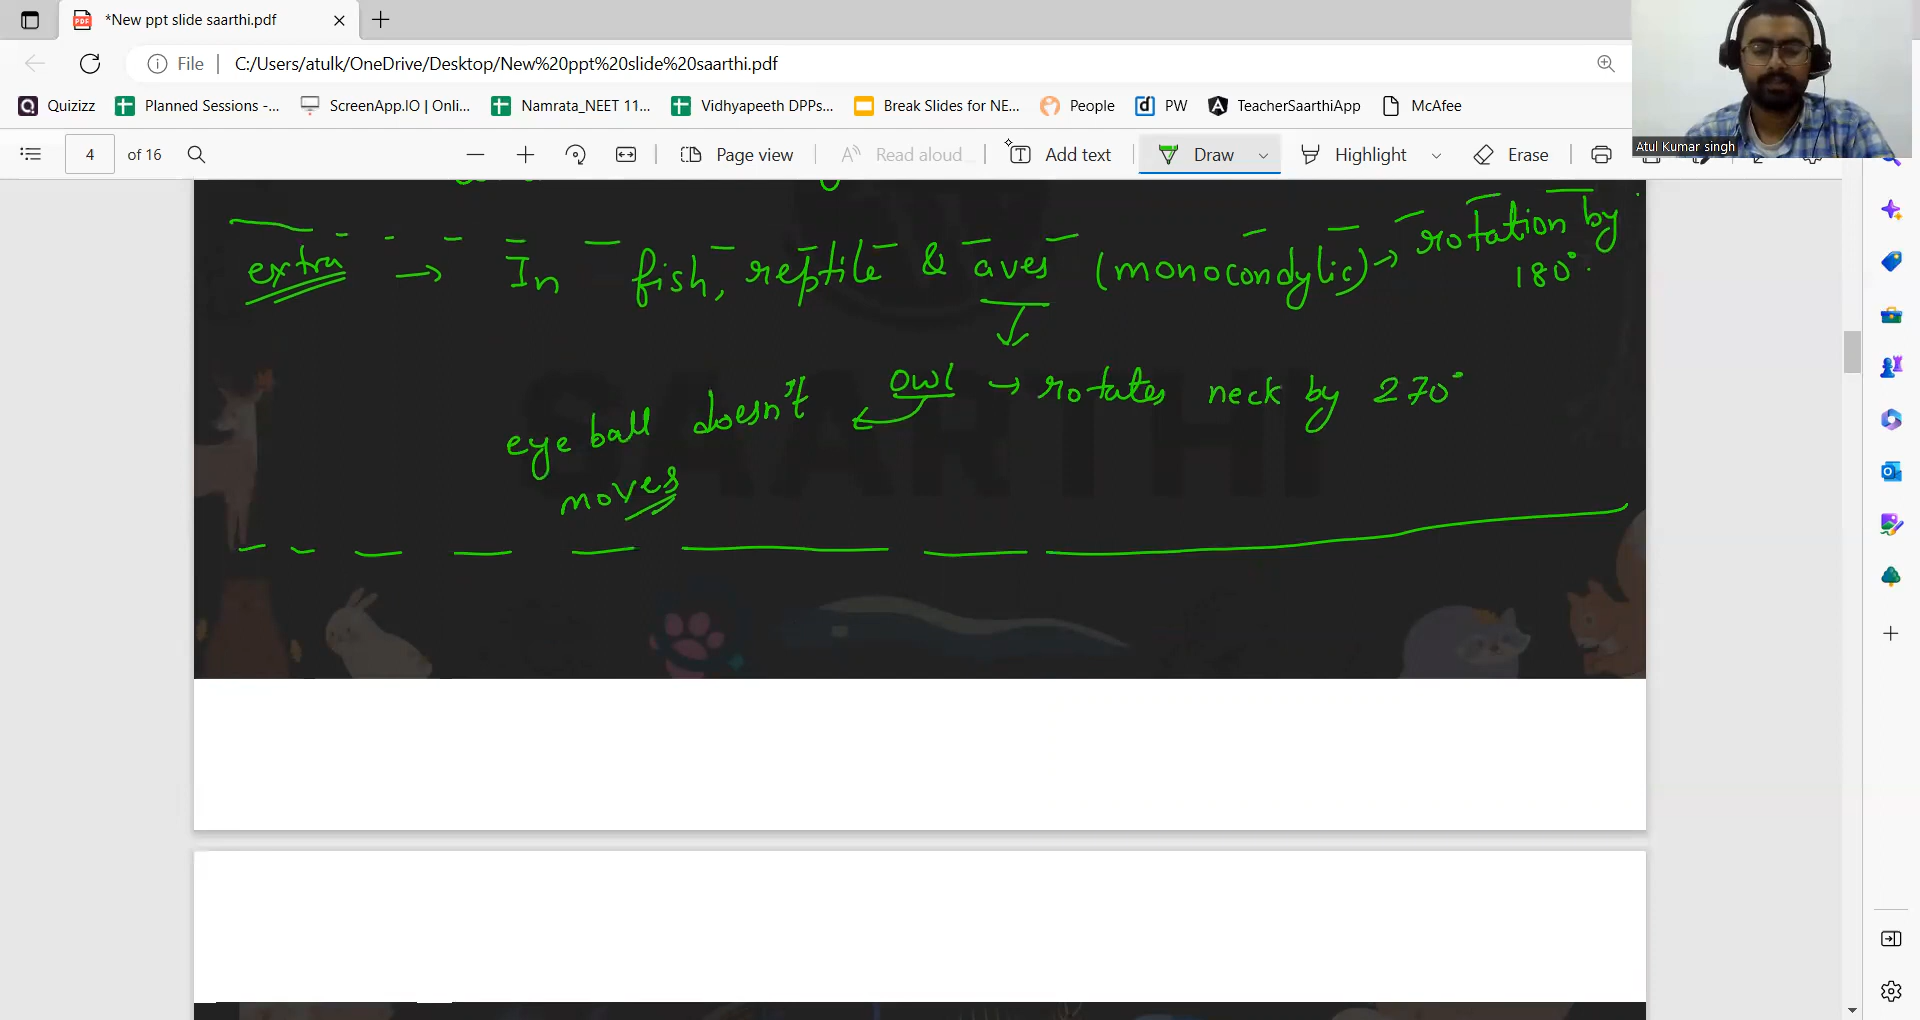 *New ppt slide saarthi.pdf
File C:/Users/atulk/OneDrive/Desktop/New%20ppt%20slide%20saarthi.pdf
Quizizz Planned Sessions -... ScreenApp.IO | Onli... Namrata_NEET 11... Vidhyapeeth DPPs... Break Slides for NE... People PW TeacherSaarthiApp McAfee
Atul Kumar singh
4 of 16 Page view Read aloud Add text Draw Highlight Erase
extra → In fish, reptile & aves (monocondylic) → rotation by
180°.
owl → rotates neck by 270°
eye ball doesn't
moves
SAARTHI